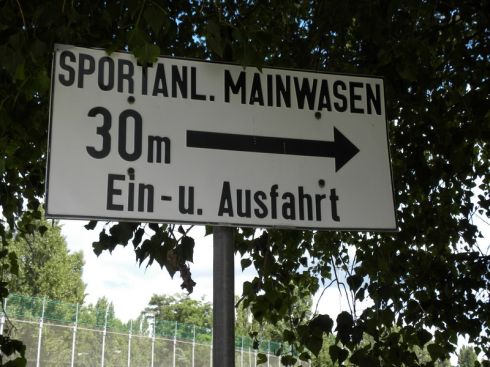 SPORTANL. MAINWASEN
30m
Ein-u. Ausfahrt